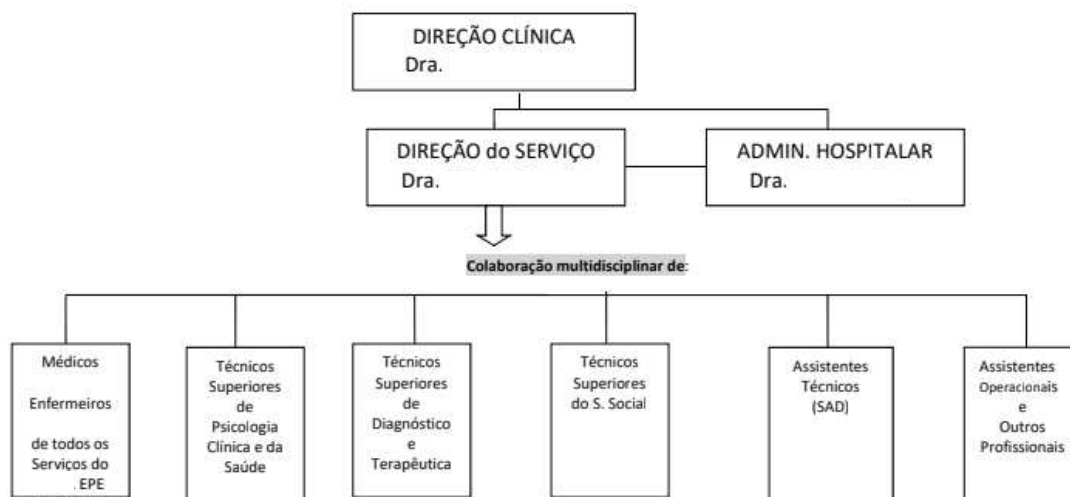 DIREÇÃO CLÍNICA
Dra.
DIREÇÃO do SERVIÇO
Dra.
ADMIN. HOSPITALAR
Dra.
Colaboração multidisciplinar de:
Médicos
Enfermeiros
de todos os
Serviços do
. EPE
Técnicos
Superiores
de
Psicologia
Clínica e da
Saúde
Técnicos
Superiores
de
Diagnóstico
e
Terapêutica
Técnicos
Superiores
do S. Social
Assistentes
Técnicos
(SAD)
Assistentes
Operacionais
e
Outros
Profissionais